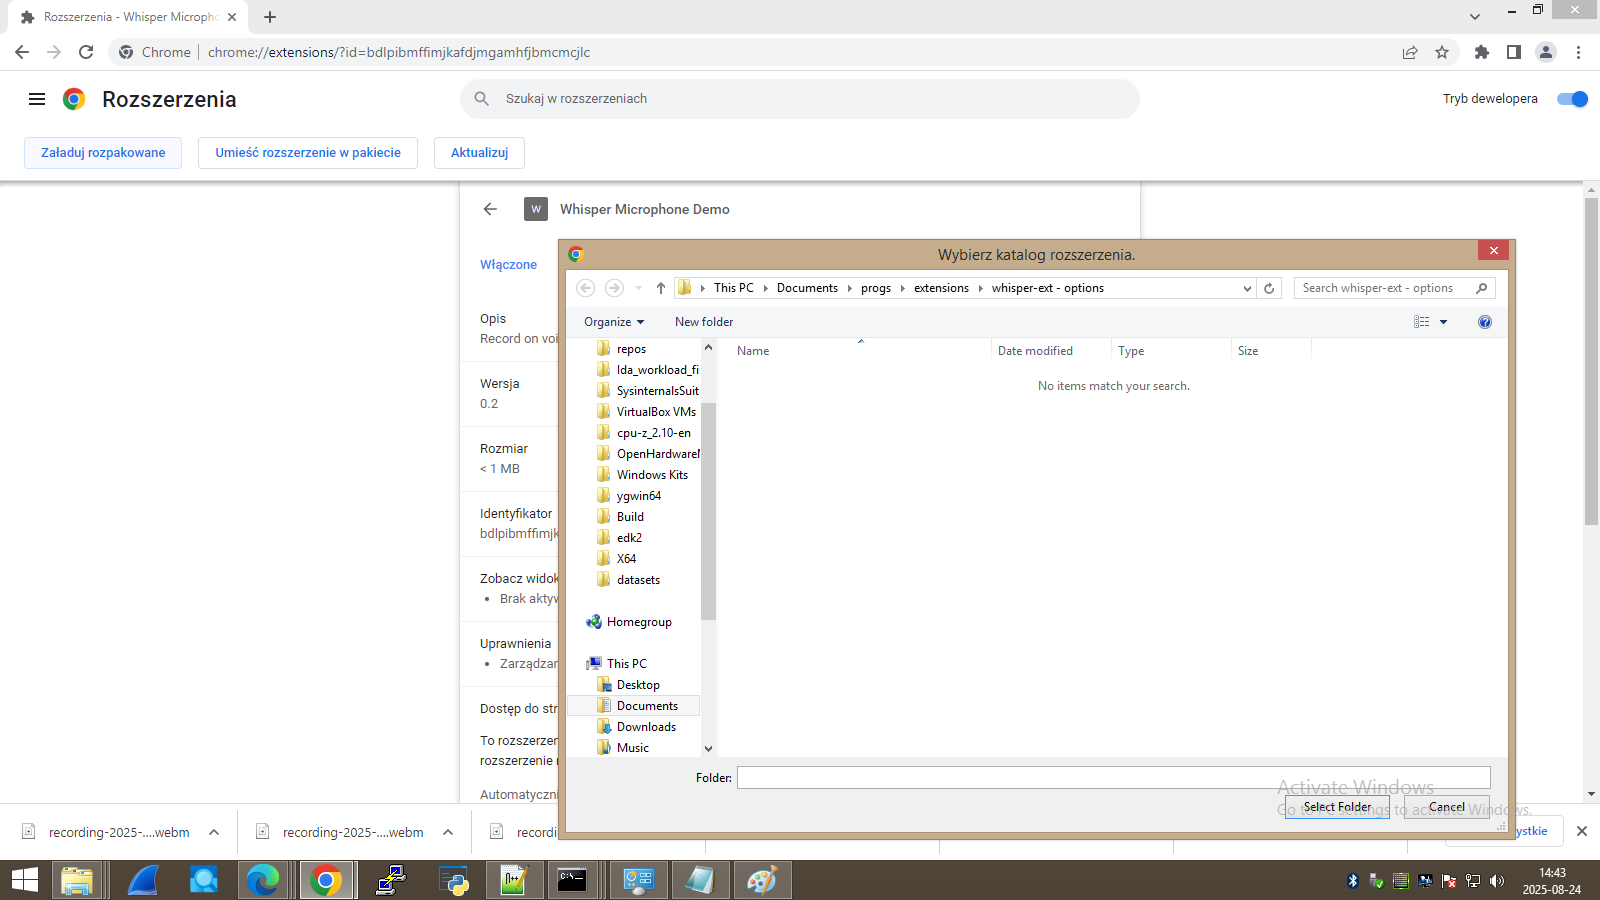 Rozszerzenia - Whisper Microph
Chrome
chrome://extensions/?id=bdlpibmffimjkafdjmgamhfjbmcmcjlc
Rozszerzenia
Szukaj w rozszerzeniach
Tryb dewelopera
Załaduj rozpakowane
Umieść rozszerzenie w pakiecie
Aktualizuj
W
Whisper Microphone Demo
Włączone
Opis
Record on voi
Wersja
0.2
Rozmiar
< 1 MB
Identyfikator
bdlpibmffimjk
Zobacz widok
Brak aktyw
Uprawnienia
Zarządzan
Dostęp do str
To rozszerzen
rozszerzenie
Automatyczni
Wybierz katalog rozszerzenia.
This PC
Documents
progs
extensions
whisper-ext - options
Search whisper-ext - options
Organize
New folder
repos
lda_workload_fi
SysinternalsSuit
VirtualBox VMs
cpu-z_2.10-en
OpenHardwareM
Windows Kits
ygwin64
Build
edk2
X64
datasets
Homegroup
This PC
Desktop
Documents
Downloads
Music
Name
Date modified
Type
Size
No items match your search.
Folder:
Activate Windows
Go to PC settings to activate Windows.
Select Folder
Cancel
recording-2025-....webm
recording-2025-....webm
recordi
ystkie
14:43
2025-08-24